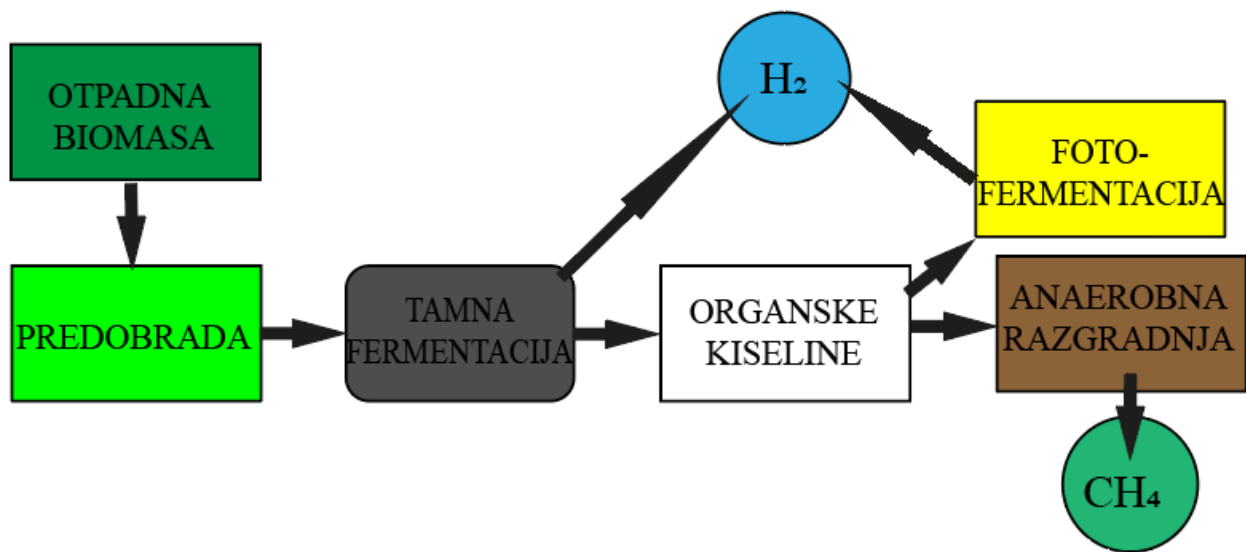 OTPADNA
BIOMASA
PREDOBRADA
TAMNA
FERMENTACIJA
H₂
ORGANSKE
KISELINE
FOTO-
FERMENTACIJA
ANAEROBNA
RAZGRADNJA
CH₄